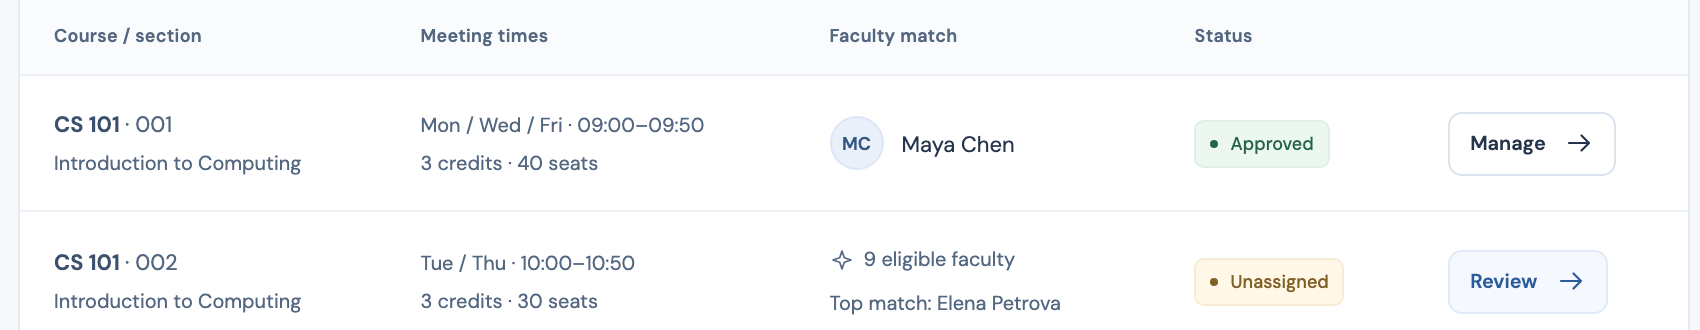 Course / section
Meeting times
Faculty match
Status
CS 101 · 001
Introduction to Computing
Mon / Wed / Fri · 09:00–09:50
3 credits · 40 seats
MC
Maya Chen
Approved
Manage
CS 101 · 002
Introduction to Computing
Tue / Thu · 10:00–10:50
3 credits · 30 seats
9 eligible faculty
Top match: Elena Petrova
Unassigned
Review